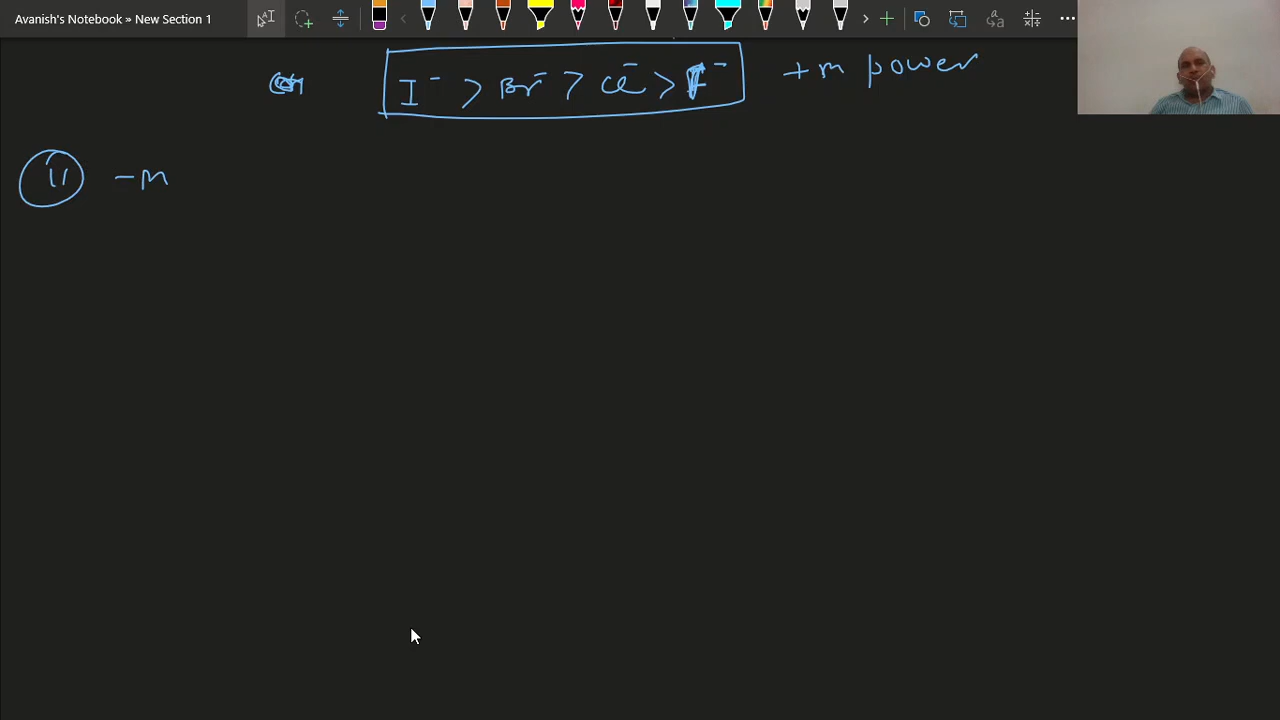 Avanish's Notebook » New Section 1
I⁻ > Br⁻ > Cl⁻ > F⁻ +m power
ii -m